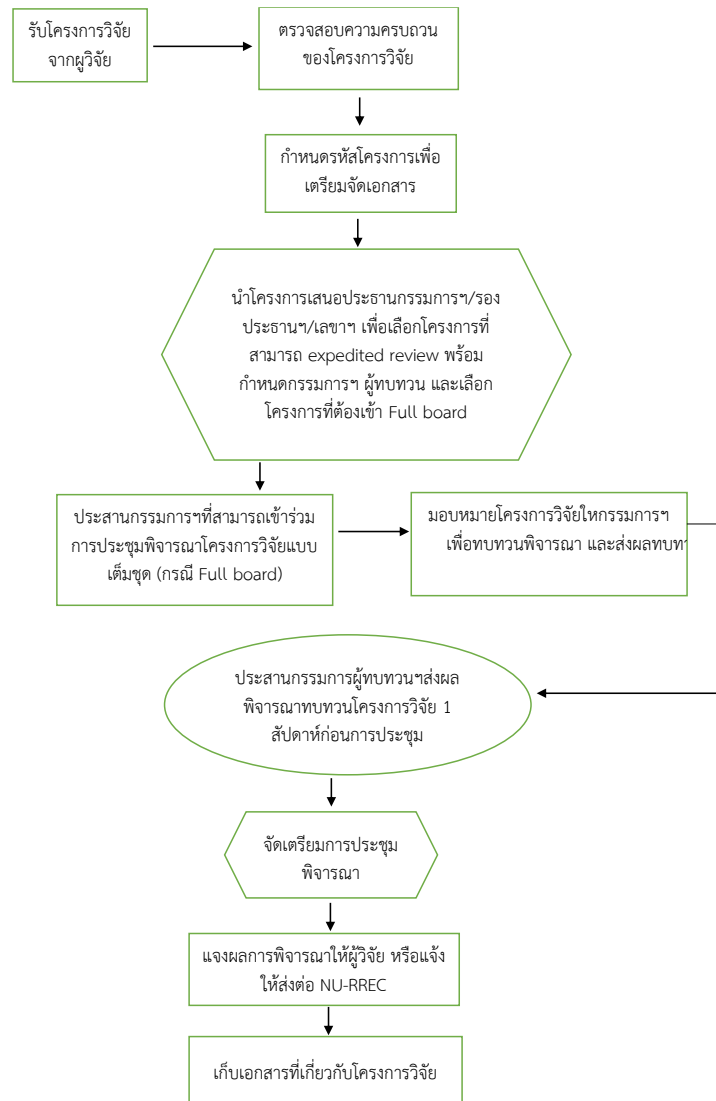 รับโครงการวิจัย
จากผูวิจัย
ตรวจสอบความครบถวน
ของโครงการวิจัย
กำหนดรหัสโครงการเพื่อ
เตรียมจัดเอกสาร
นำโครงการเสนอประธานกรรมการฯ/รอง
ประธานฯ/เลขาฯ เพื่อเลือกโครงการที่
สามารถ expedited review พร้อม
กำหนดกรรมการฯ ผู้ทบทวน และเลือก
โครงการที่ต้องเข้า Full board
ประสานกรรมการฯที่สามารถเข้าร่วม
การประชุมพิจารณาโครงการวิจัยแบบ
เต็มชุด (กรณี Full board)
มอบหมายโครงการวิจัยใหกรรมการฯ
เพื่อทบทวนพิจารณา และส่งผลทบท
ประสานกรรมการผู้ทบทวนฯส่งผล
พิจารณาทบทวนโครงการวิจัย 1
สัปดาห์ก่อนการประชุม
จัดเตรียมการประชุม
พิจารณา
แจงผลการพิจารณาให้ผู้วิจัย หรือแจ้ง
ให้ส่งต่อ NU-RREC
เก็บเอกสารที่เกี่ยวกับโครงการวิจัย